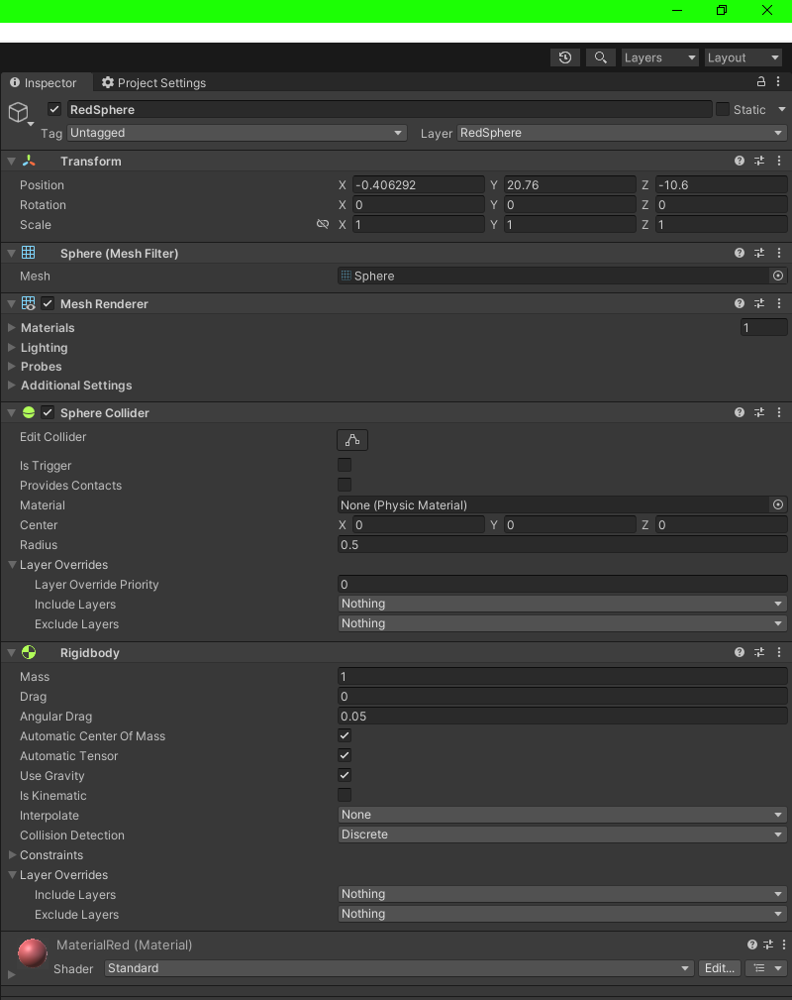 Layers Layout
Inspector Project Settings
RedSphere Static
Tag Untagged Layer RedSphere
Transform
Position X -0.406292 Y 20.76 Z -10.6
Rotation X 0 Y 0 Z 0
Scale X 1 Y 1 Z 1
Sphere (Mesh Filter)
Mesh Sphere
Mesh Renderer
Materials 1
Lighting
Probes
Additional Settings
Sphere Collider
Edit Collider
Is Trigger
Provides Contacts
Material None (Physic Material)
Center X 0 Y 0 Z 0
Radius 0.5
Layer Overrides
Layer Override Priority 0
Include Layers Nothing
Exclude Layers Nothing
Rigidbody
Mass 1
Drag 0
Angular Drag 0.05
Automatic Center Of Mass
Automatic Tensor
Use Gravity
Is Kinematic
Interpolate None
Collision Detection Discrete
Constraints
Layer Overrides
Include Layers Nothing
Exclude Layers Nothing
MaterialRed (Material)
Shader Standard Edit...